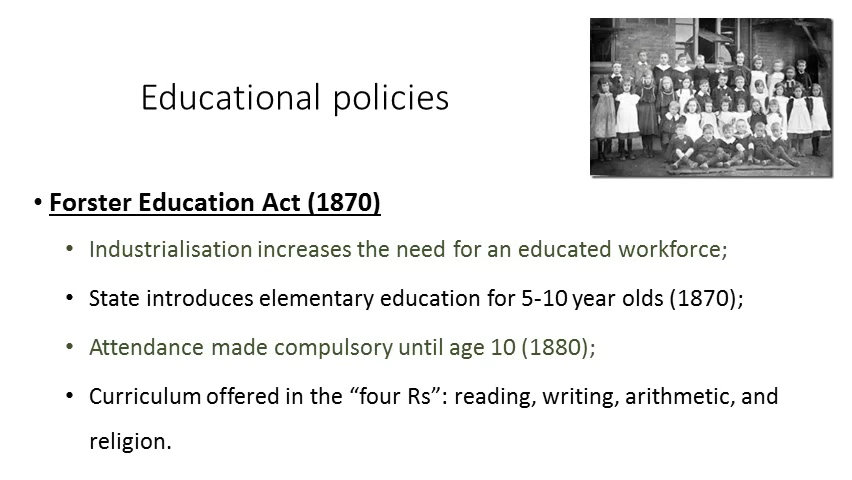 Educational policies
• Forster Education Act (1870)
• Industrialisation increases the need for an educated workforce;
• State introduces elementary education for 5-10 year olds (1870);
• Attendance made compulsory until age 10 (1880);
• Curriculum offered in the “four Rs”: reading, writing, arithmetic, and
religion.